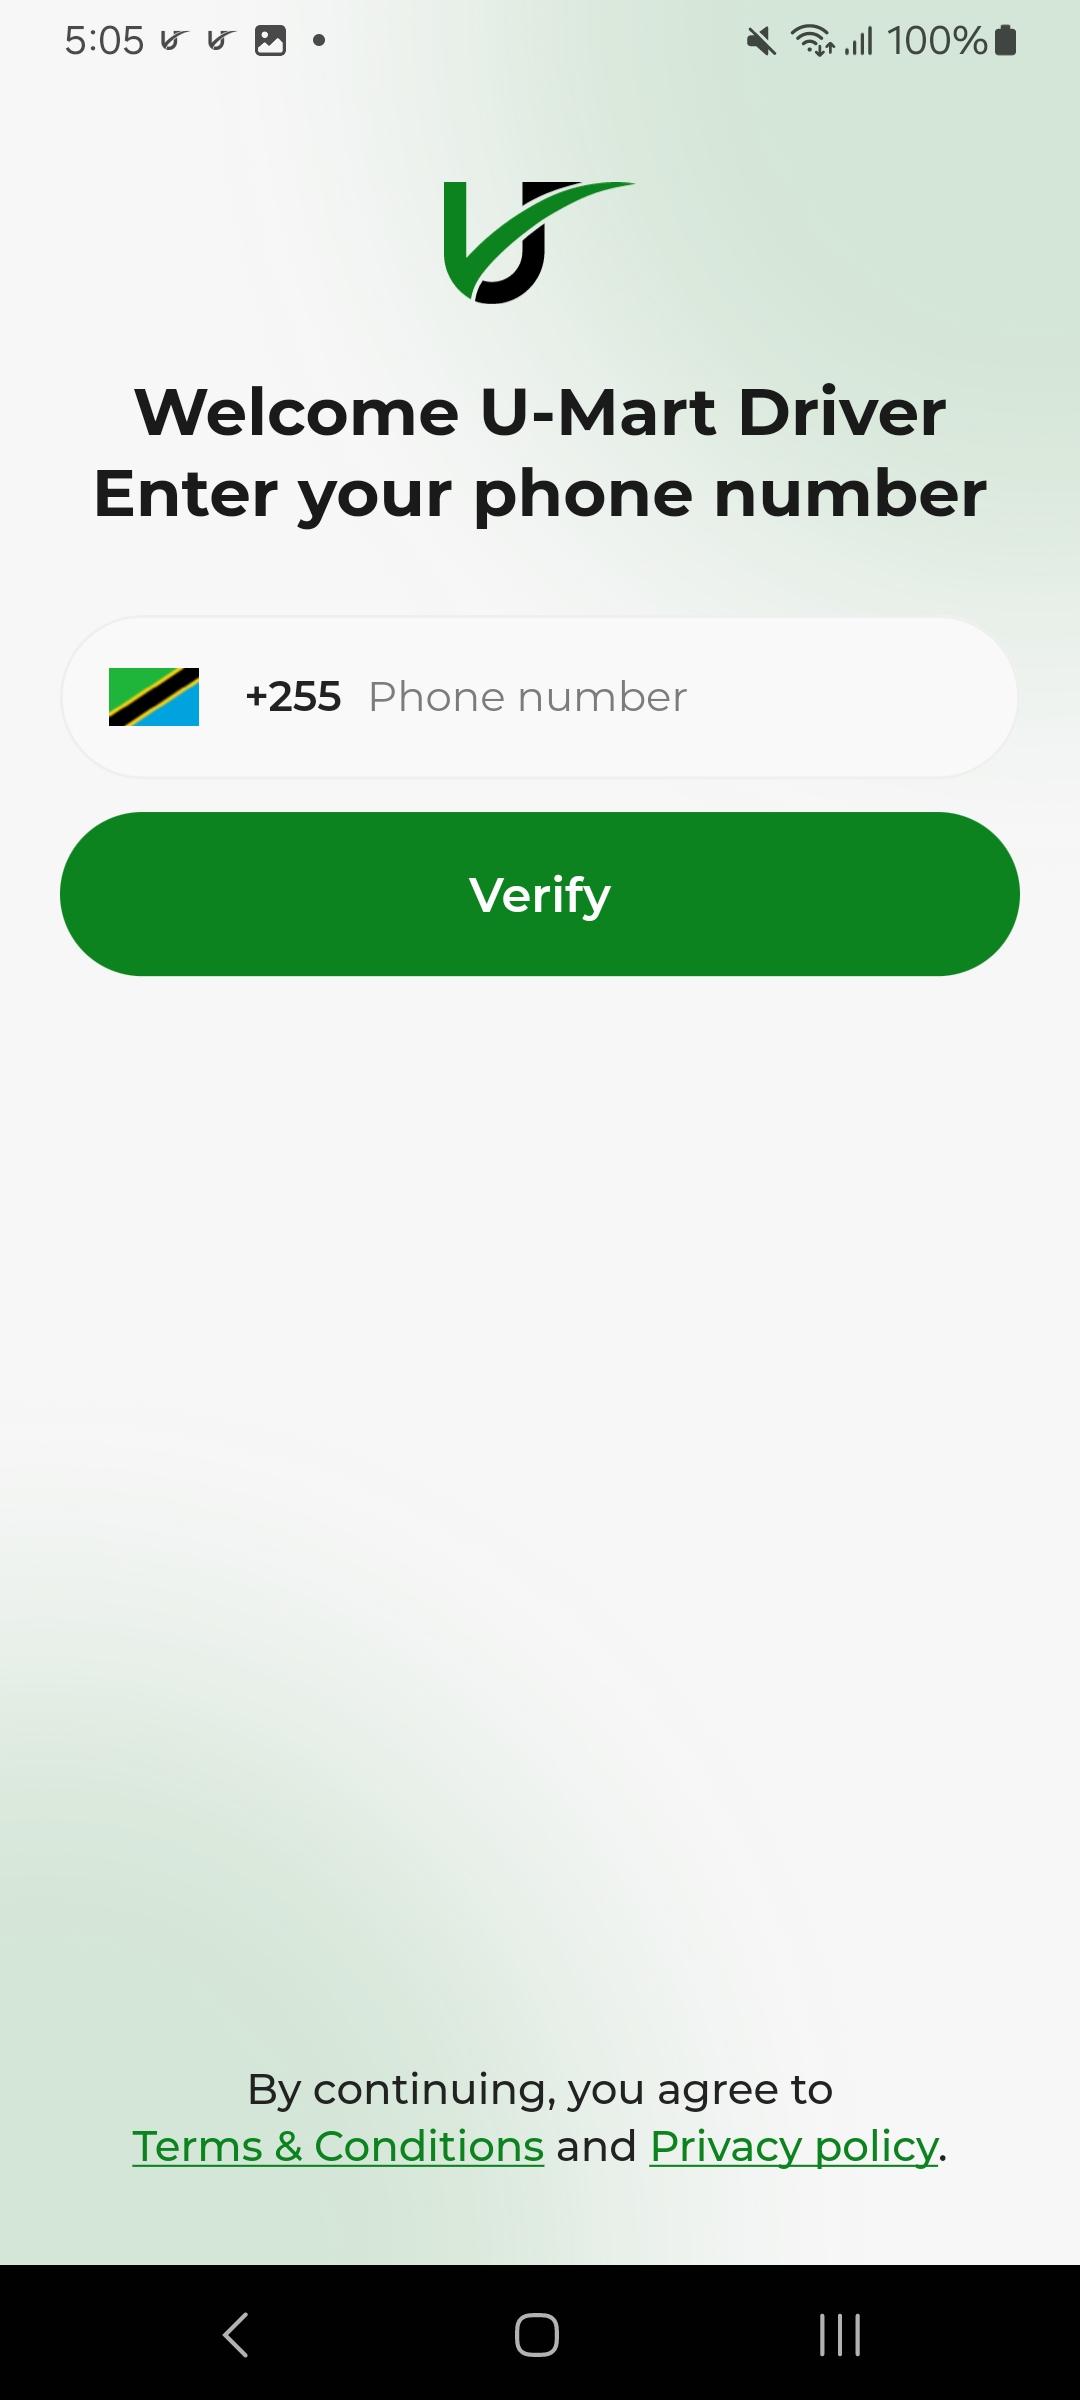 5:05
100%
Welcome U-Mart Driver
Enter your phone number
+255 Phone number
Verify
By continuing, you agree to
Terms & Conditions and Privacy policy.